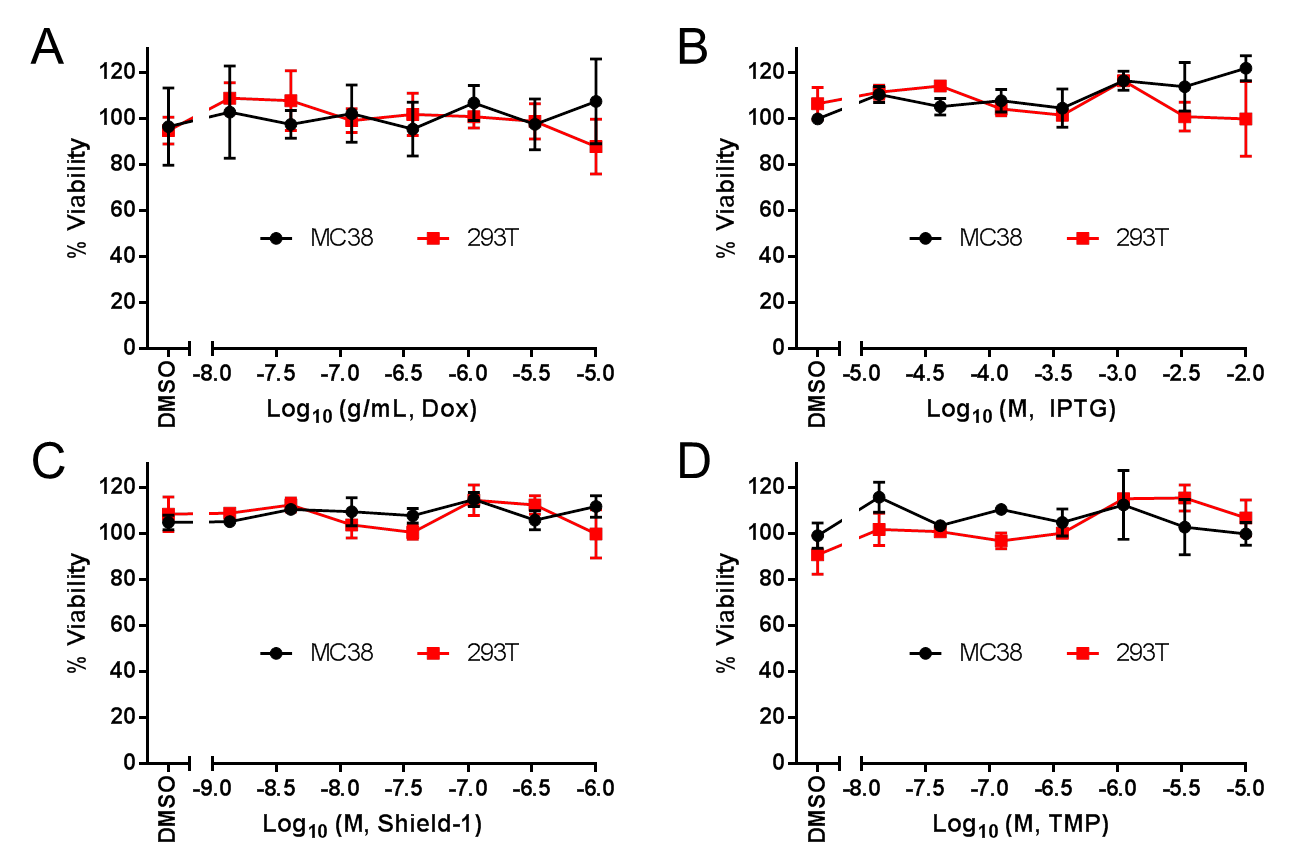 A
% Viability
120
100
80
60
40
20
0
MC38 293T
DMSO -8.0 -7.5 -7.0 -6.5 -6.0 -5.5 -5.0
Log10 (g/mL, Dox)
B
% Viability
120
100
80
60
40
20
0
MC38 293T
DMSO -5.0 -4.5 -4.0 -3.5 -3.0 -2.5 -2.0
Log10 (M, IPTG)
C
% Viability
120
100
80
60
40
20
0
MC38 293T
DMSO -9.0 -8.5 -8.0 -7.5 -7.0 -6.5 -6.0
Log10 (M, Shield-1)
D
% Viability
120
100
80
60
40
20
0
MC38 293T
DMSO -8.0 -7.5 -7.0 -6.5 -6.0 -5.5 -5.0
Log10 (M, TMP)